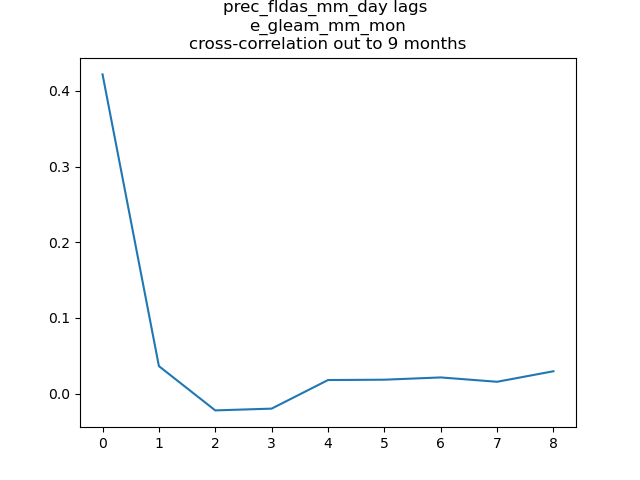 prec_fldas_mm_day lags
e_gleam_mm_mon
cross-correlation out to 9 months
0.4
0.3
0.2
0.1
0.0
0 1 2 3 4 5 6 7 8